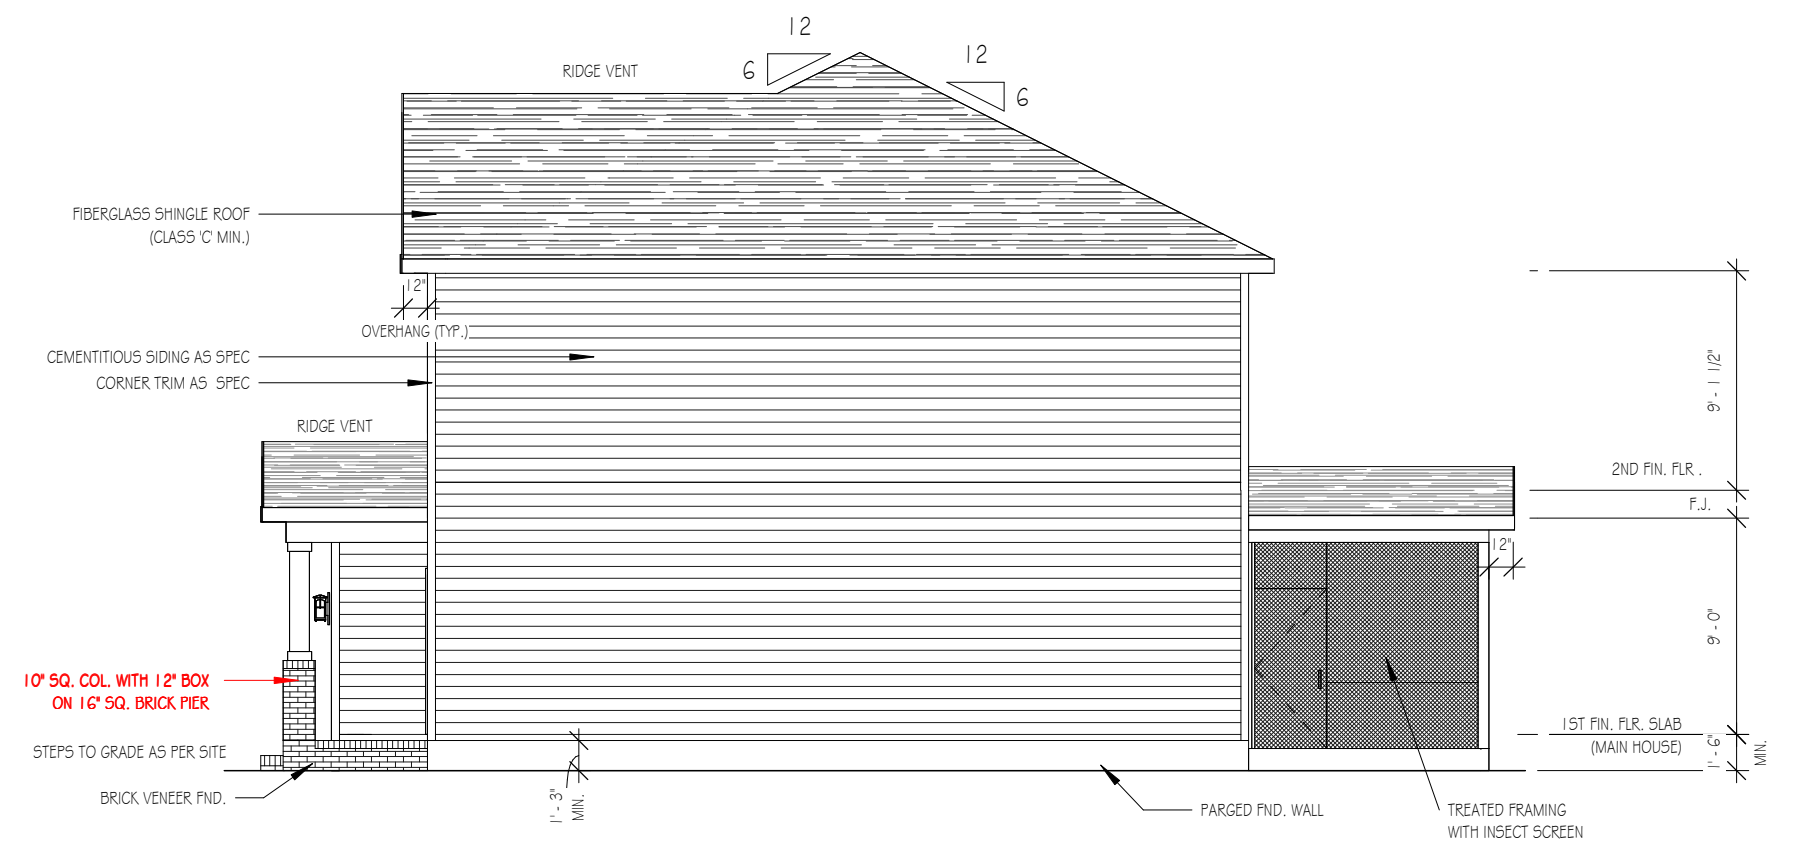 12
12
6
6
RIDGE VENT
FIBERGLASS SHINGLE ROOF
(CLASS 'C' MIN.)
12"
OVERHANG (TYP.)
CEMENTITIOUS SIDING AS SPEC
CORNER TRIM AS SPEC
9' - 1 1/2"
RIDGE VENT
2ND FIN. FLR .
F.J.
12"
9' - 0"
10" SQ. COL. WITH 12" BOX
ON 16" SQ. BRICK PIER
1ST FIN. FLR. SLAB
(MAIN HOUSE)
1' - 6"
MIN.
STEPS TO GRADE AS PER SITE
BRICK VENEER FND.
1' - 3"
MIN.
PARGED FND. WALL
TREATED FRAMING
WITH INSECT SCREEN